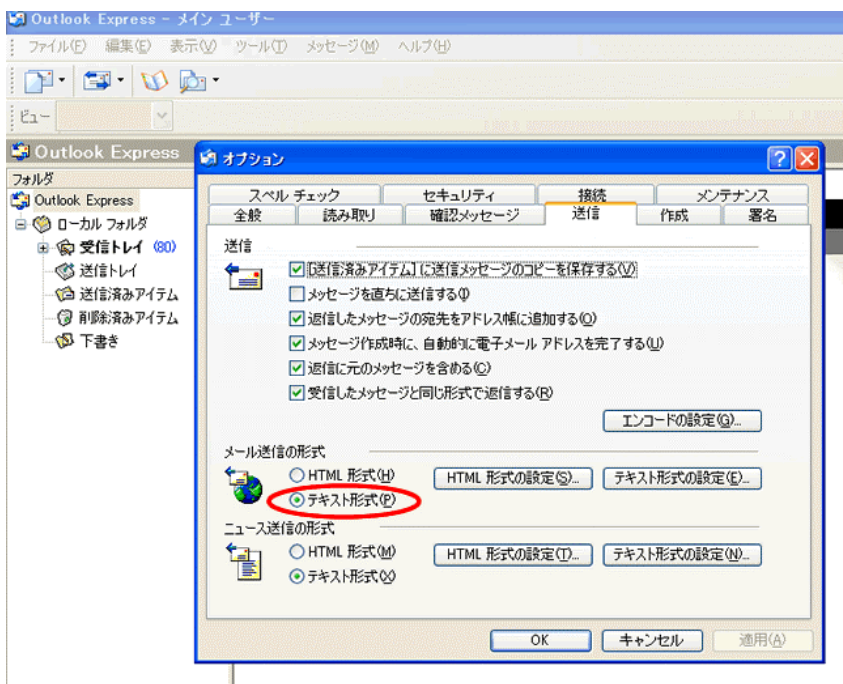 Outlook Express - メイン ユーザー
ファイル(F) 編集(E) 表示(V) ツール(T) メッセージ(M) ヘルプ(H)
ビュー
Outlook Express
フォルダ
Outlook Express
ローカル フォルダ
受信トレイ (80)
送信トレイ
送信済みアイテム
削除済みアイテム
下書き
オプション
スペル チェック セキュリティ 接続 メンテナンス
全般 読み取り 確認メッセージ 送信 作成 署名
送信
[送信済みアイテム] に送信メッセージのコピーを保存する(V)
メッセージを直ちに送信する(I)
返信したメッセージの宛先をアドレス帳に追加する(O)
メッセージ作成時に、自動的に電子メール アドレスを完了する(U)
返信に元のメッセージを含める(C)
受信したメッセージと同じ形式で返信する(R)
エンコードの設定(G)...
メール送信の形式
HTML 形式(H) HTML 形式の設定(S)... テキスト形式の設定(E)...
テキスト形式(P)
ニュース送信の形式
HTML 形式(M) HTML 形式の設定(T)... テキスト形式の設定(N)...
テキスト形式(X)
OK キャンセル 適用(A)